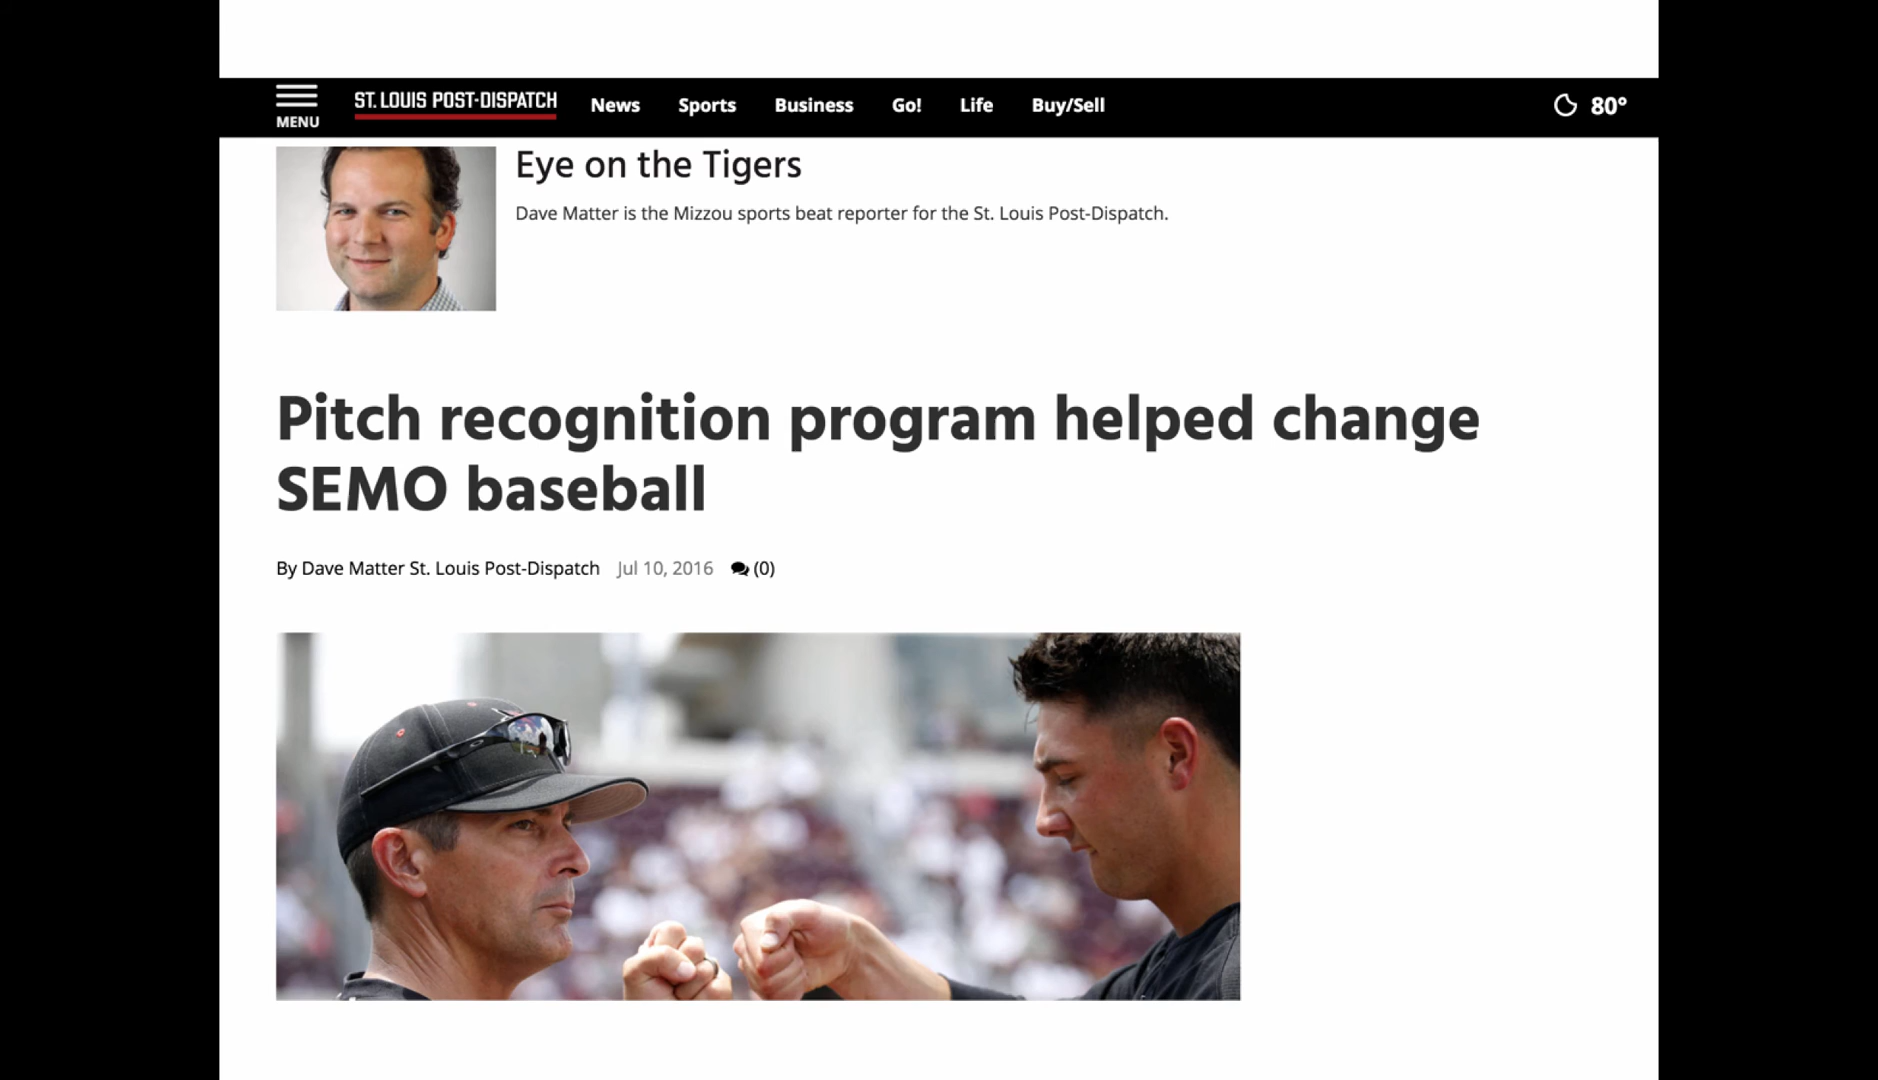 MENU
ST. LOUIS POST-DISPATCH
News Sports Business Go! Life Buy/Sell
80°
Eye on the Tigers
Dave Matter is the Mizzou sports beat reporter for the St. Louis Post-Dispatch.
Pitch recognition program helped change
SEMO baseball
By Dave Matter St. Louis Post-Dispatch Jul 10, 2016 (0)